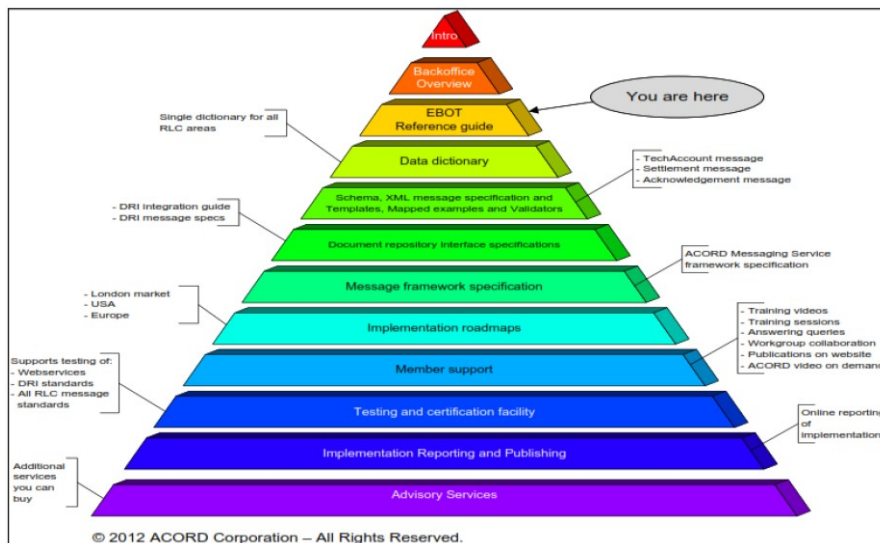 Intro
Backoffice
Overview
You are here
EBOT
Reference guide
Single dictionary for all
RLC areas
Data dictionary
- TechAccount message
- Settlement message
- Acknowledgement message
Schema, XML message specification and
Templates, Mapped examples and Validators
- DRI integration guide
- DRI message specs
Document repository interface specifications
ACORD Messaging Service
framework specification
Message framework specification
- London market
- USA
- Europe
Implementation roadmaps
- Training videos
- Training sessions
- Answering queries
- Workgroup collaboration
- Publications on website
- ACORD video on demand
Member support
Supports testing of:
- Webservices
- DRI standards
- All RLC message
standards
Testing and certification facility
Online reporting
of
implementation
Implementation Reporting and Publishing
Additional
services
you can
buy
Advisory Services
© 2012 ACORD Corporation – All Rights Reserved.